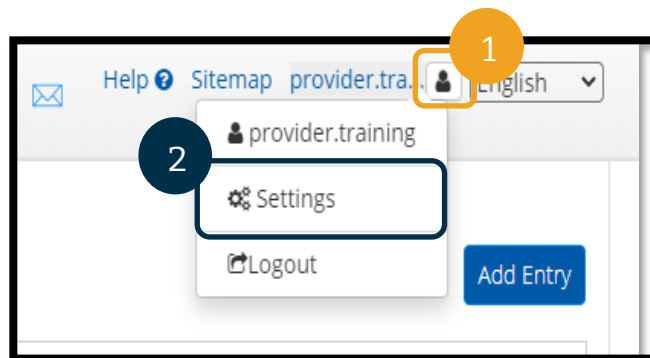 1
Help ? Sitemap provider.tra... English
provider.training
2
Settings
Logout
Add Entry